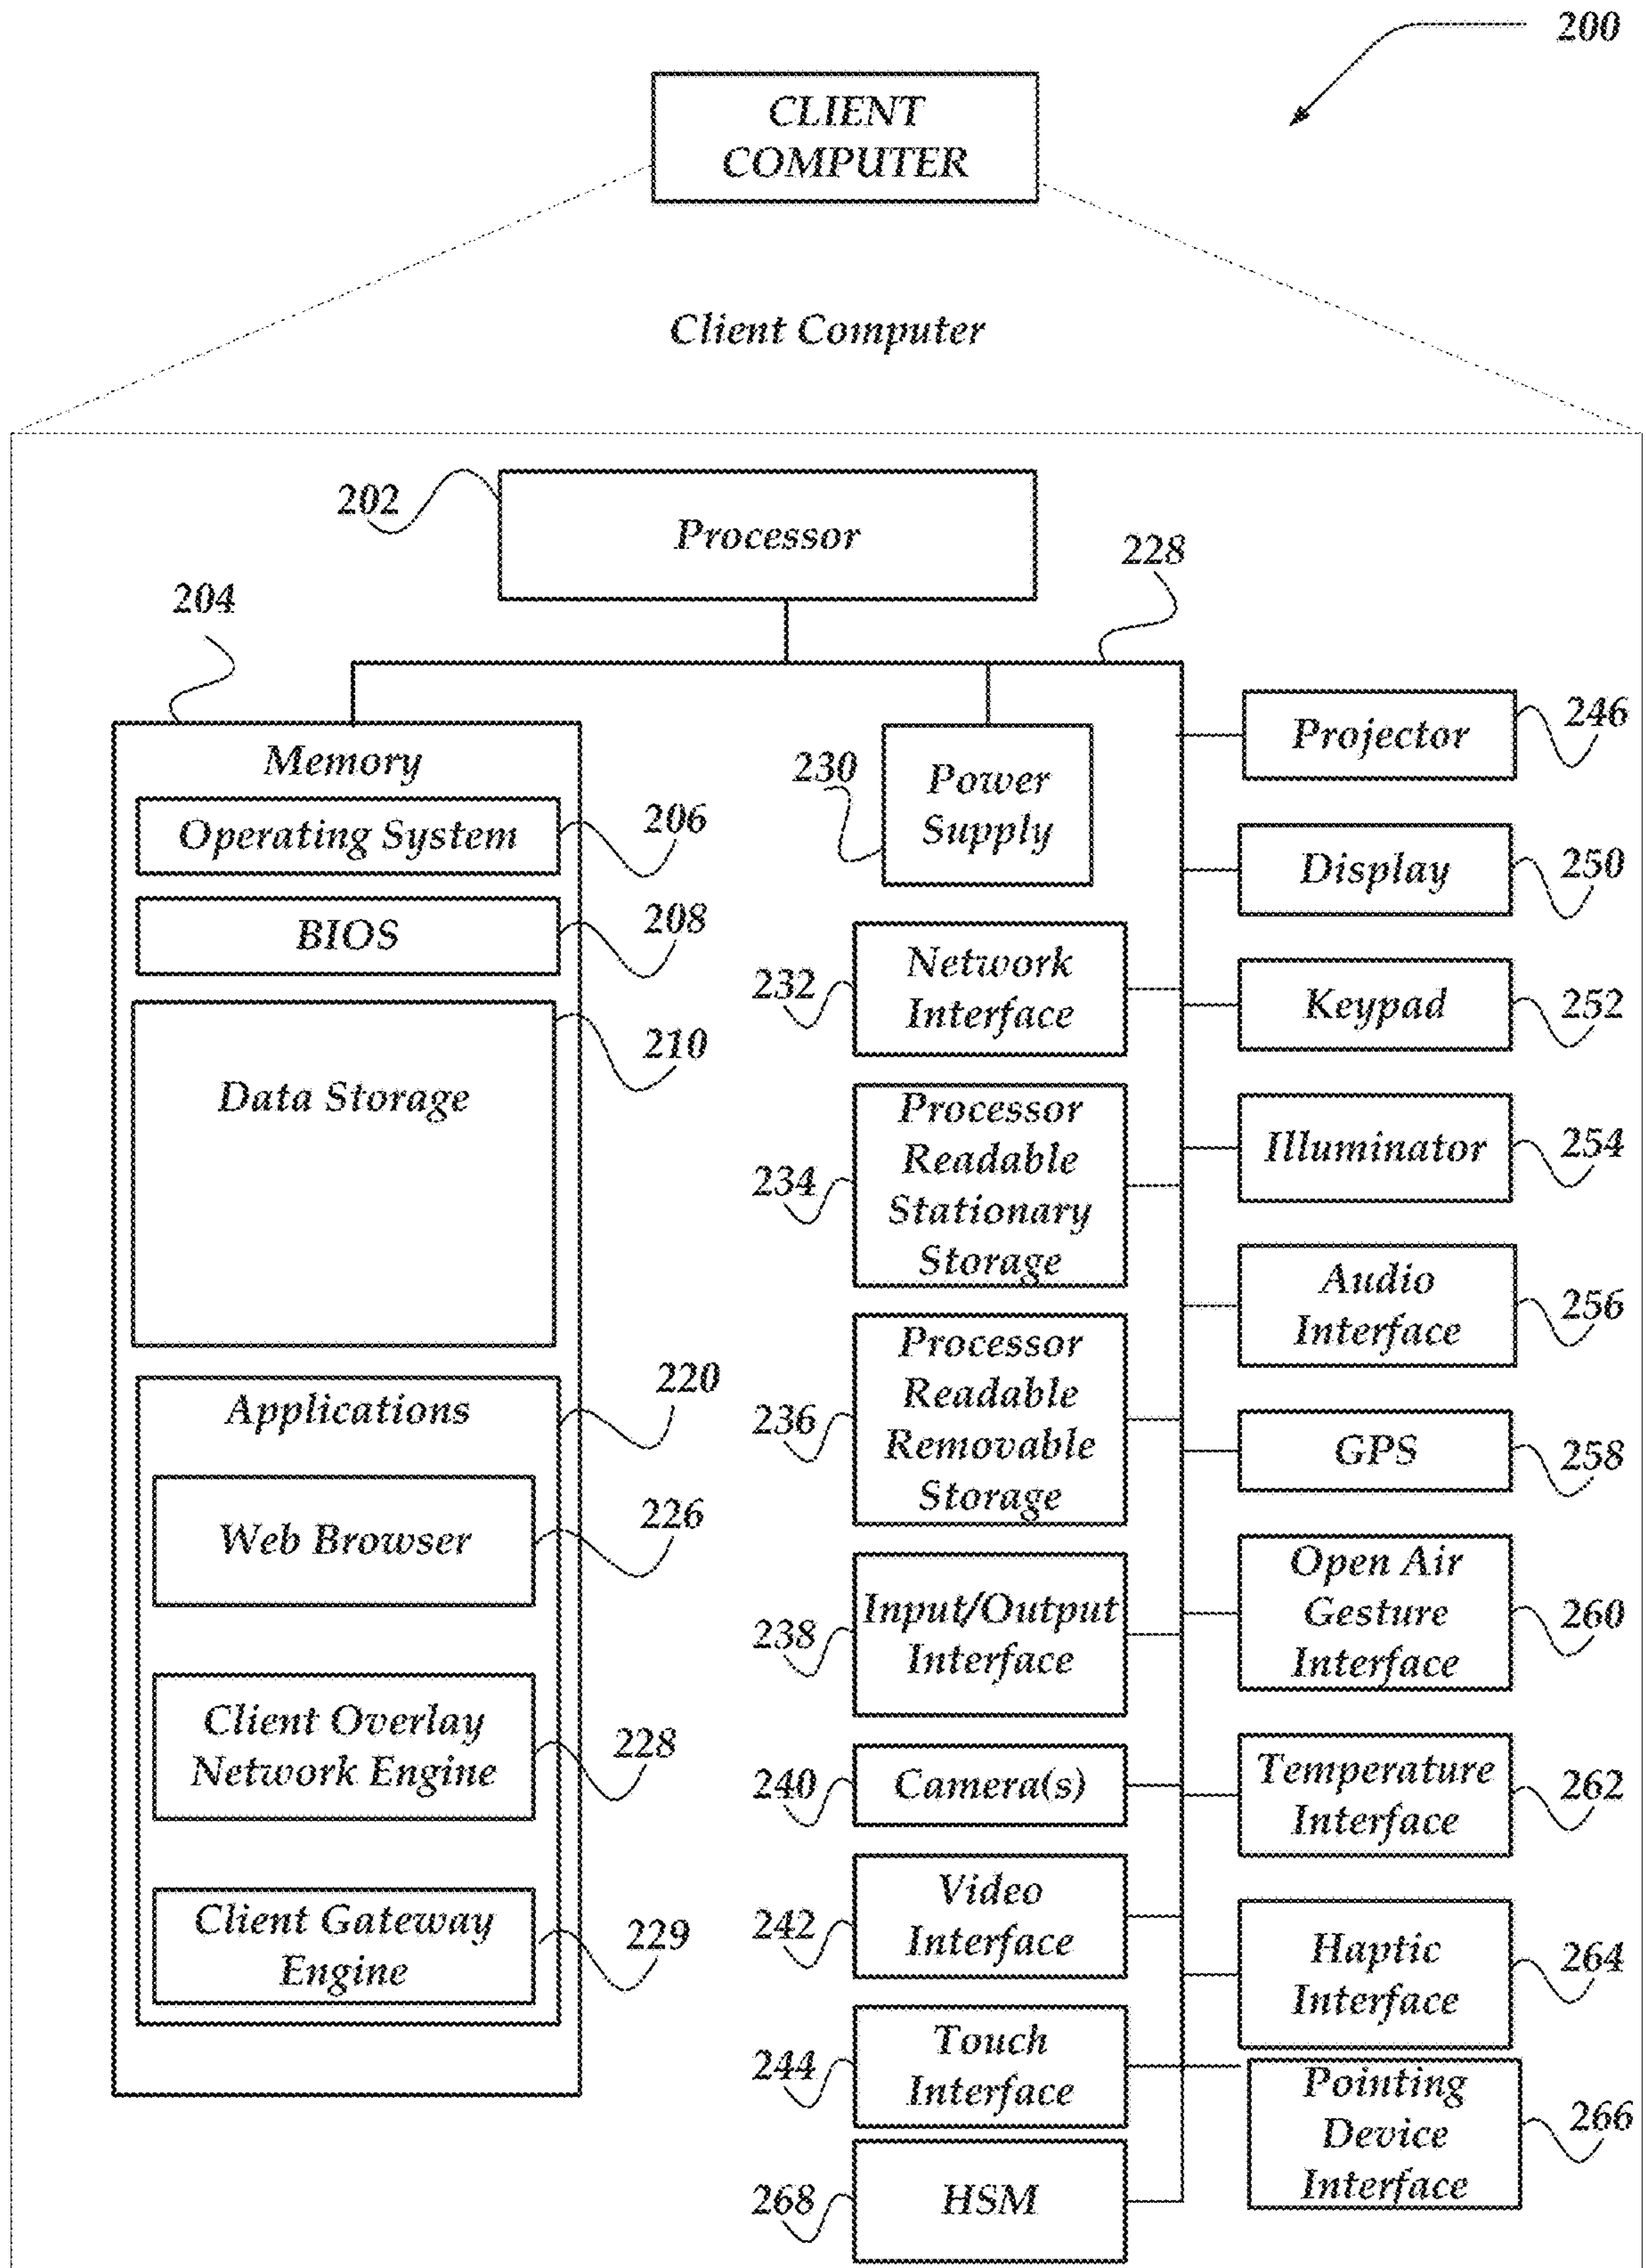 200
CLIENT
COMPUTER
Client Computer
202
Processor
228
204
Memory
Operating System
206
BIOS
208
Data Storage
210
Applications
220
Web Browser
226
Client Overlay
Network Engine
228
Client Gateway
Engine
229
230
Power
Supply
232
Network
Interface
234
Processor
Readable
Stationary
Storage
236
Processor
Readable
Removable
Storage
238
Input/Output
Interface
240
Camera(s)
242
Video
Interface
244
Touch
Interface
268
HSM
Projector
246
Display
250
Keypad
252
Illuminator
254
Audio
Interface
256
GPS
258
Open Air
Gesture
Interface
260
Temperature
Interface
262
Haptic
Interface
264
Pointing
Device
Interface
266